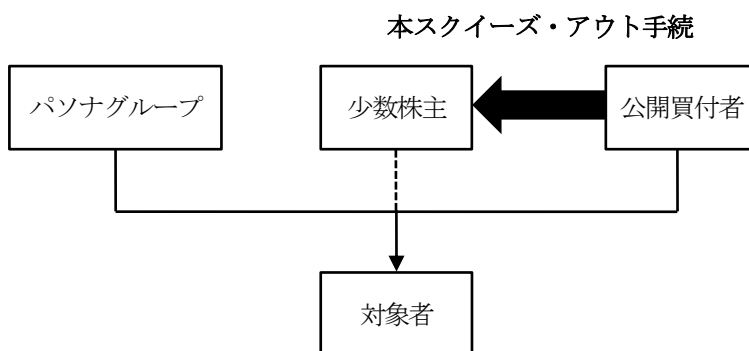 本スクイーズ・アウト手続
パソナグループ
少数株主
公開買付者
対象者